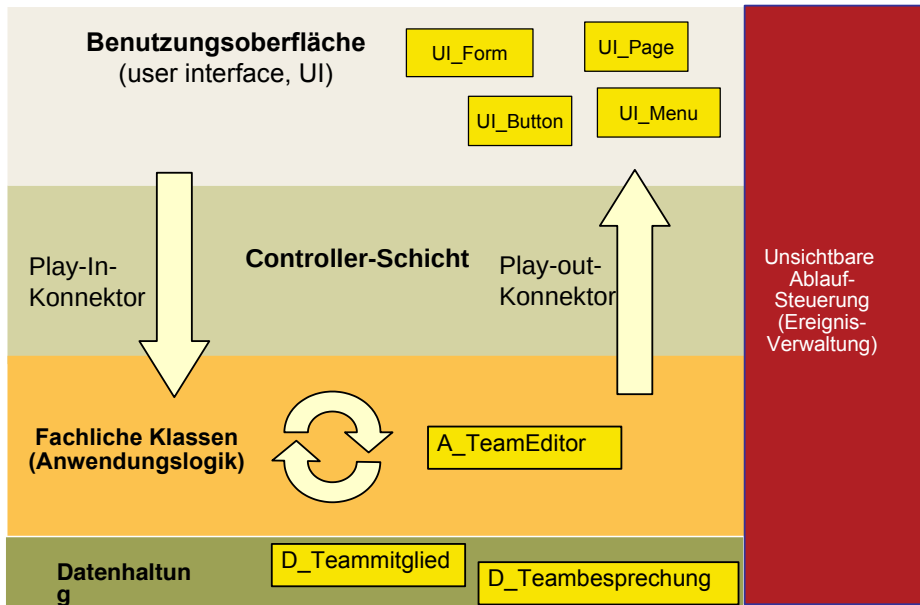 Benutzungsoberfläche
(user interface, UI)
UI_Form
UI_Page
UI_Button
UI_Menu
Play-In-
Konnektor
Controller-Schicht
Play-out-
Konnektor
Unsichtbare
Ablauf-
Steuerung
(Ereignis-
Verwaltung)
Fachliche Klassen
(Anwendungslogik)
A_TeamEditor
Datenhaltun
g
D_Teammitglied
D_Teambesprechung